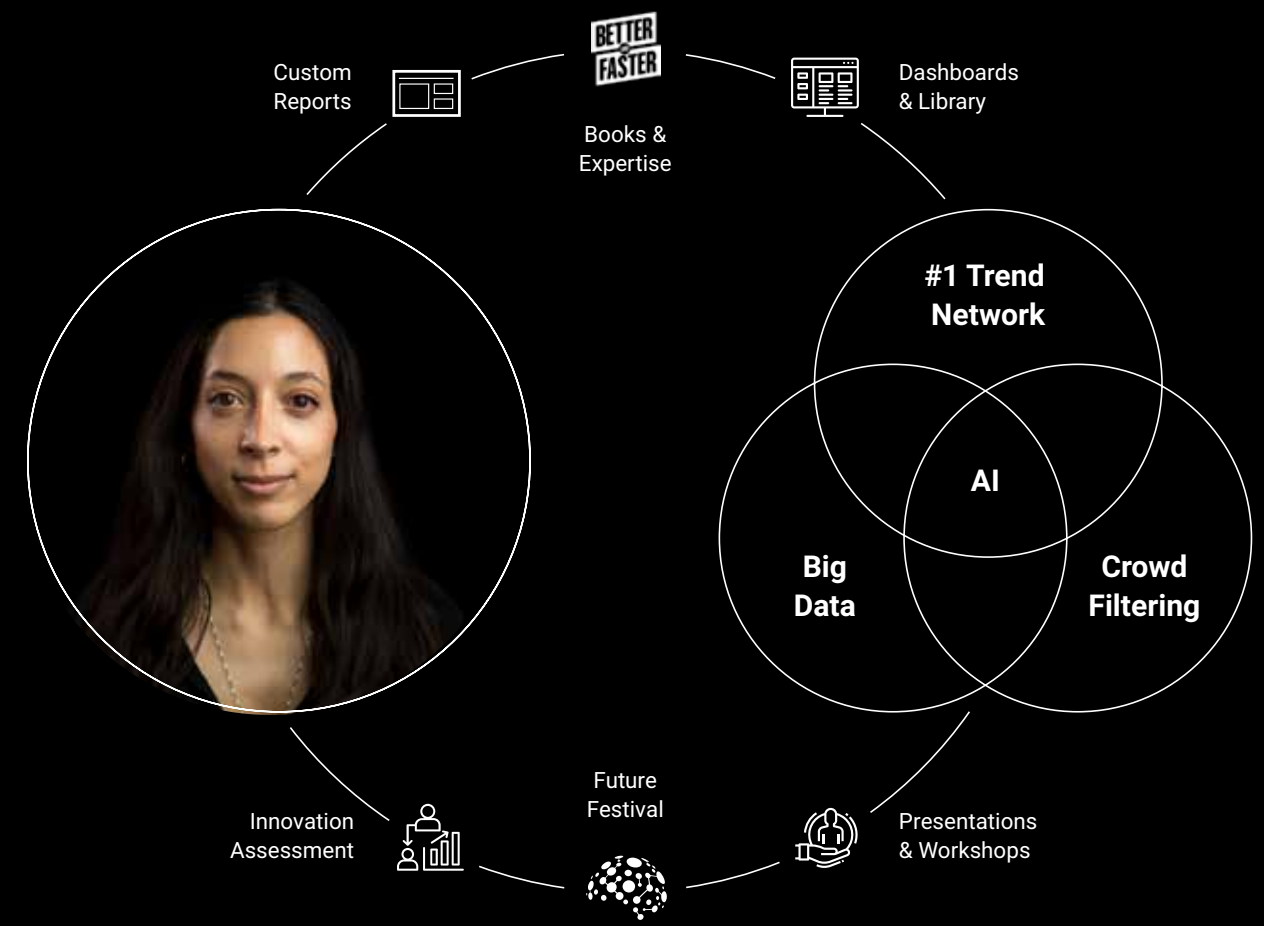 BETTER
FASTER
Custom
Reports
Books &
Expertise
Dashboards
& Library
#1 Trend
Network
AI
Big
Data
Crowd
Filtering
Innovation
Assessment
Future
Festival
Presentations
& Workshops